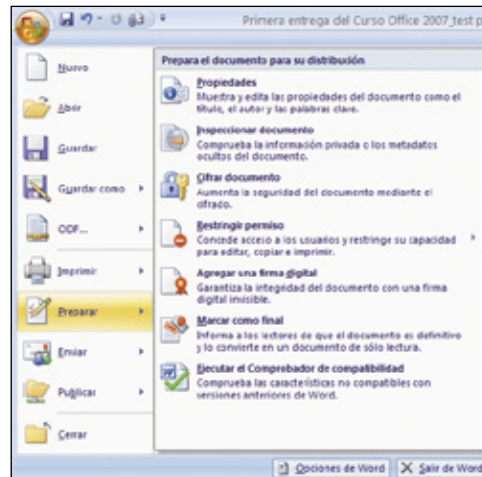 Primera entrega del Curso Office 2007_test p
Nuevo
Abrir
Guardar
Guardar como
ODF...
Imprimir
Preparar
Enviar
Publicar
Cerrar
Prepara el documento para su distribución
Propiedades
Muestra y edita las propiedades del documento como el
título, el autor y las palabras clave.
Inspeccionar documento
Comprueba la información privada o los metadatos
ocultos del documento.
Cifrar documento
Aumenta la seguridad del documento mediante el
cifrado.
Restringir permiso
Concede acceso a los usuarios y restringe su capacidad
para editar, copiar e imprimir.
Agregar una firma digital
Garantiza la integridad del documento con una firma
digital invisible.
Marcar como final
Informa a los lectores de que el documento es definitivo
y lo convierte en un documento de sólo lectura.
Ejecutar el Comprobador de compatibilidad
Comprueba las características no compatibles con
versiones anteriores de Word.
Opciones de Word
Salir de Word